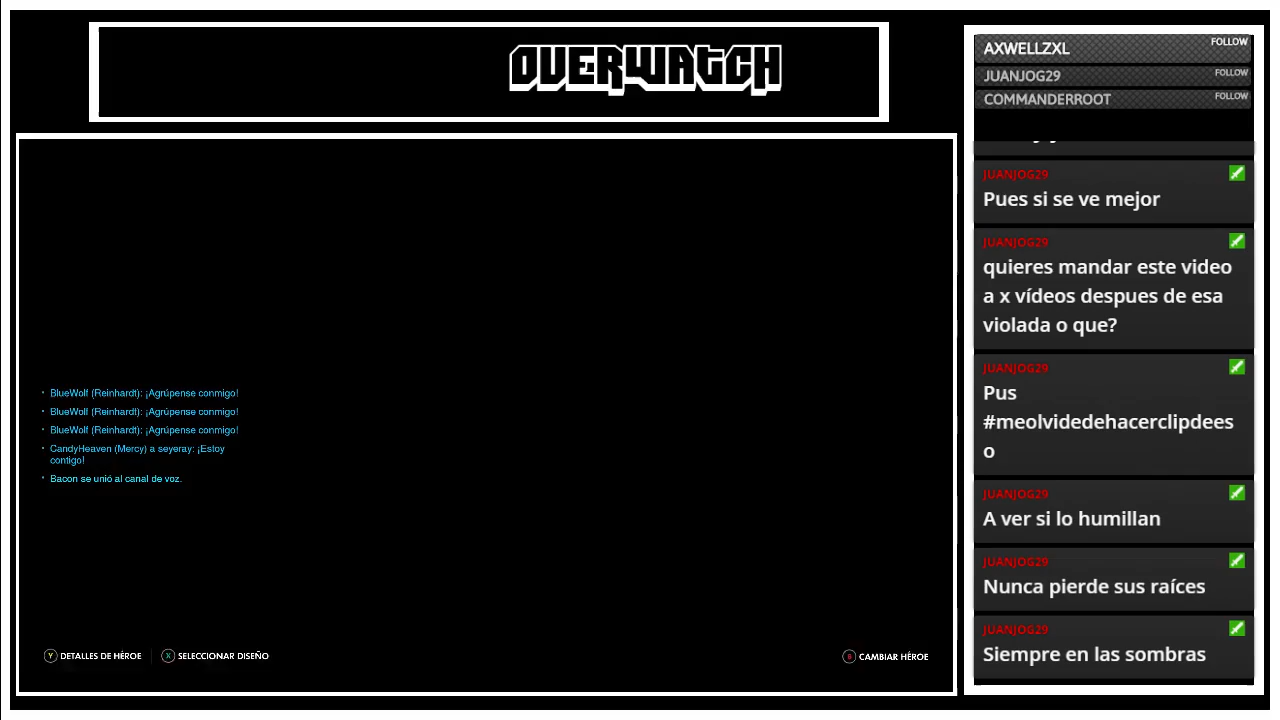 OVERWATCH
AXWELLZXL FOLLOW
JUANJOG29 FOLLOW
COMMANDERROOT FOLLOW
JUANJOG29
Pues si se ve mejor
JUANJOG29
quieres mandar este video
a x vídeos despues de esa
violada o que?
JUANJOG29
Pus
#meolvidedehacerclipdees
o
JUANJOG29
A ver si lo humillan
JUANJOG29
Nunca pierde sus raíces
JUANJOG29
Siempre en las sombras
BlueWolf (Reinhardt): ¡Agrúpense conmigo!
BlueWolf (Reinhardt): ¡Agrúpense conmigo!
BlueWolf (Reinhardt): ¡Agrúpense conmigo!
CandyHeaven (Mercy) a seyeray: ¡Estoy
contigo!
Bacon se unió al canal de voz.
Y DETALLES DE HÉROE X SELECCIONAR DISEÑO B CAMBIAR HÉROE